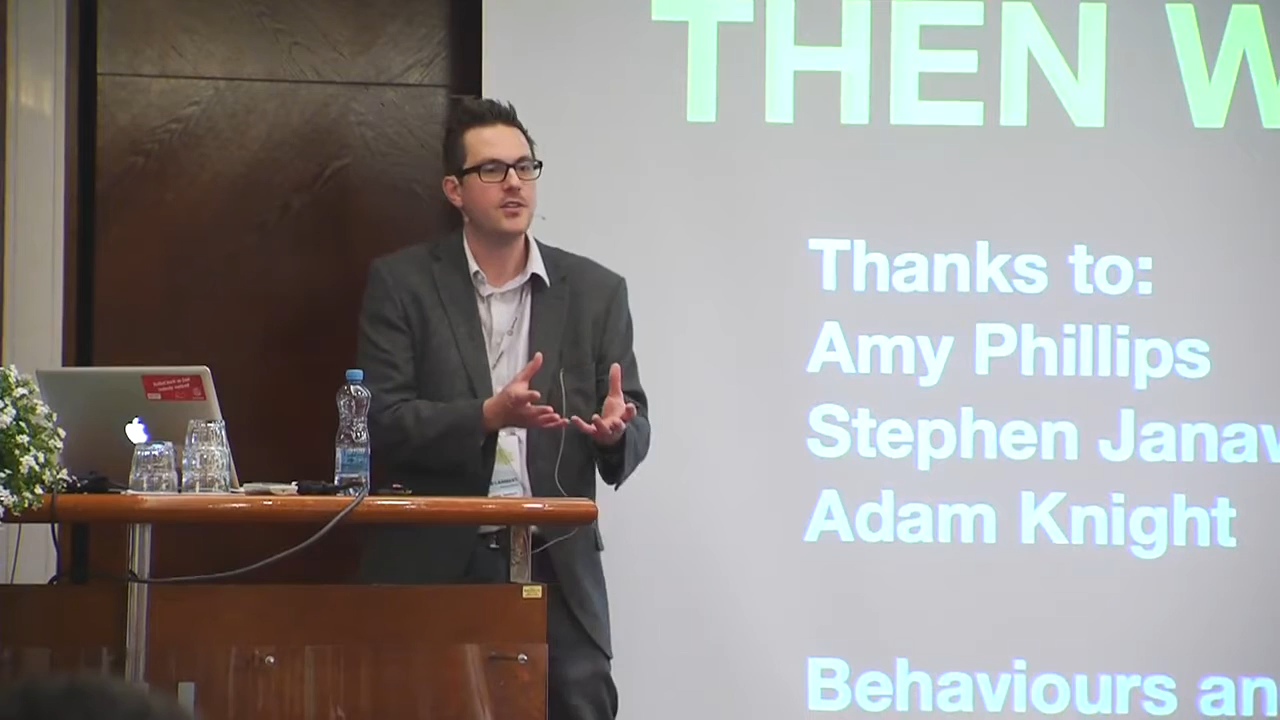 THEN W
Thanks to:
Amy Phillips
Stephen Janav
Adam Knight
Behaviours an